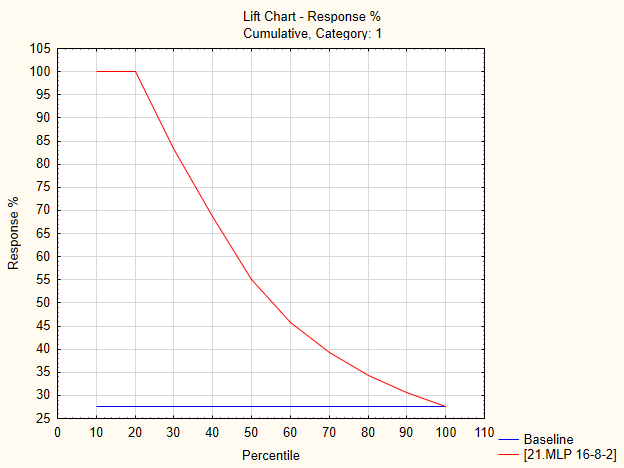 Lift Chart - Response %
Cumulative, Category: 1
105
100
95
90
85
80
75
70
65
60
55
50
45
40
35
30
25
Response %
0 10 20 30 40 50 60 70 80 90 100 110
Percentile
Baseline
[21.MLP 16-8-2]